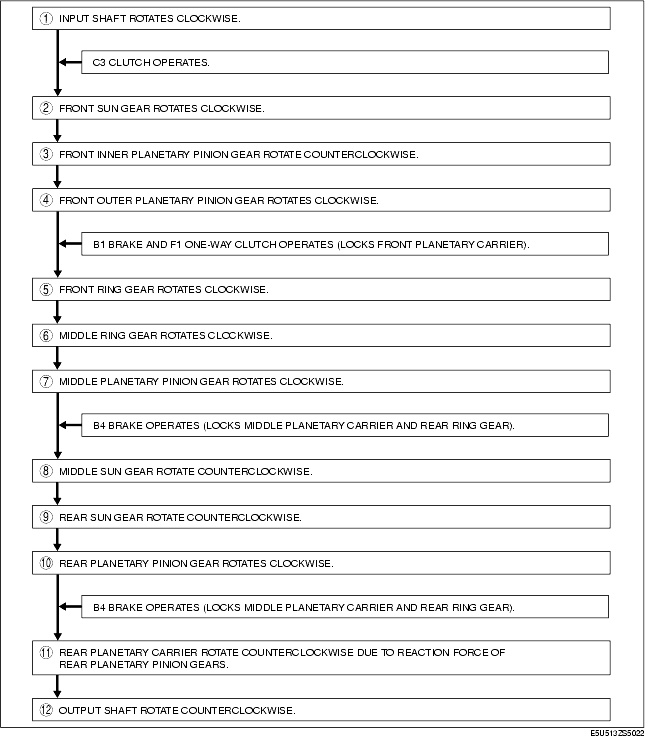 ① INPUT SHAFT ROTATES CLOCKWISE.
C3 CLUTCH OPERATES.
② FRONT SUN GEAR ROTATES CLOCKWISE.
③ FRONT INNER PLANETARY PINION GEAR ROTATE COUNTERCLOCKWISE.
④ FRONT OUTER PLANETARY PINION GEAR ROTATES CLOCKWISE.
B1 BRAKE AND F1 ONE-WAY CLUTCH OPERATES (LOCKS FRONT PLANETARY CARRIER).
⑤ FRONT RING GEAR ROTATES CLOCKWISE.
⑥ MIDDLE RING GEAR ROTATES CLOCKWISE.
⑦ MIDDLE PLANETARY PINION GEAR ROTATES CLOCKWISE.
B4 BRAKE OPERATES (LOCKS MIDDLE PLANETARY CARRIER AND REAR RING GEAR).
⑧ MIDDLE SUN GEAR ROTATE COUNTERCLOCKWISE.
⑨ REAR SUN GEAR ROTATE COUNTERCLOCKWISE.
⑩ REAR PLANETARY PINION GEAR ROTATES CLOCKWISE.
B4 BRAKE OPERATES (LOCKS MIDDLE PLANETARY CARRIER AND REAR RING GEAR).
⑪ REAR PLANETARY CARRIER ROTATE COUNTERCLOCKWISE DUE TO REACTION FORCE OF
REAR PLANETARY PINION GEARS.
⑫ OUTPUT SHAFT ROTATE COUNTERCLOCKWISE.
E5U513ZS5022